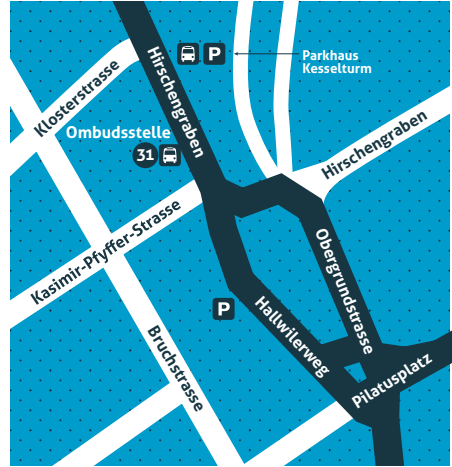 Hirschengraben
P
Parkhaus
Kesselturm
Klosterstrasse
Ombudsstelle
31
Hirschengraben
Kasimir-Pfyffer-Strasse
Obergrundstrasse
P
Hallwilerweg
Bruchstrasse
Pilatusplatz